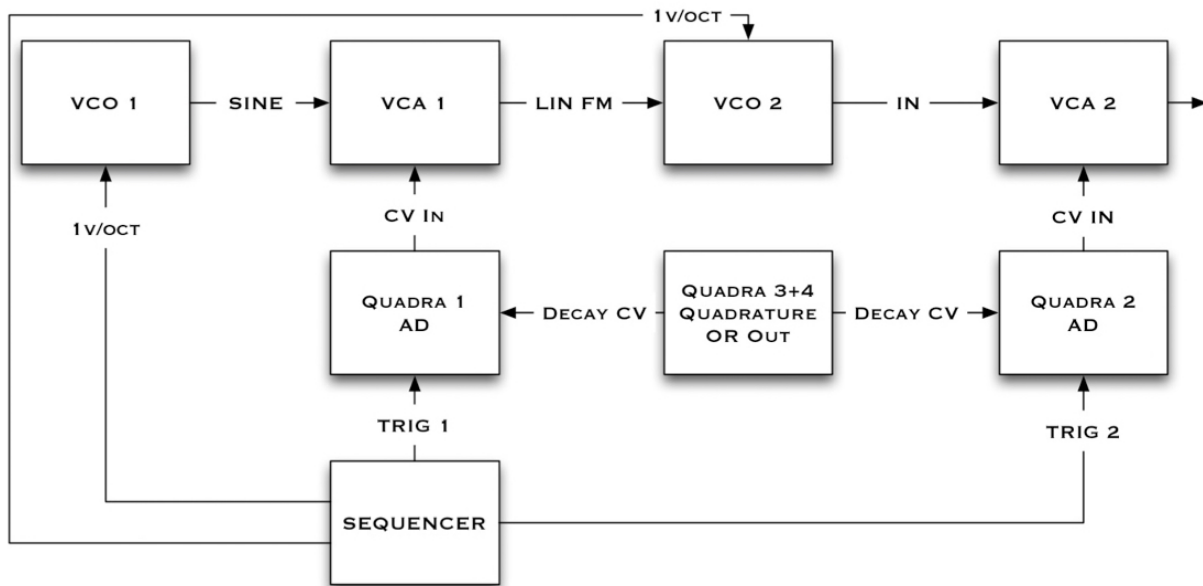 1V/OCT
VCO 1
SINE
VCA 1
LIN FM
VCO 2
IN
VCA 2
1V/OCT
CV IN
CV IN
QUADRA 1
AD
DECAY CV
QUADRA 3+4
QUADRATURE
OR OUT
DECAY CV
QUADRA 2
AD
TRIG 1
TRIG 2
SEQUENCER